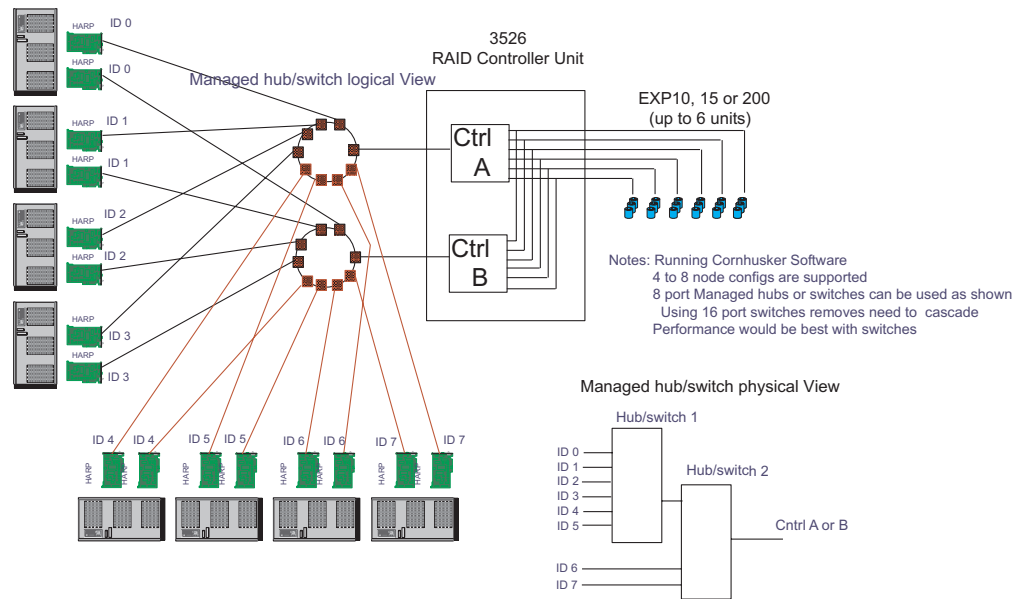 HARP ID 0
HARP ID 0
3526
RAID Controller Unit
Managed hub/switch logical View
EXP10, 15 or 200
(up to 6 units)
HARP ID 1
HARP ID 1
Ctrl
A
HARP ID 2
HARP ID 2
Ctrl
B
Notes: Running Cornhusker Software
4 to 8 node configs are supported
8 port Managed hubs or switches can be used as shown
Using 16 port switches removes need to cascade
Performance would be best with switches
HARP ID 3
HARP ID 3
Managed hub/switch physical View
ID 4 ID 4 ID 5 ID 5 ID 6 ID 6 ID 7 ID 7
HARP HARP HARP HARP HARP HARP HARP HARP
Hub/switch 1
ID 0
ID 1
ID 2
ID 3
ID 4
ID 5
Hub/switch 2
Cntrl A or B
ID 6
ID 7